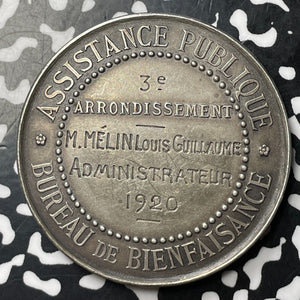 ASSISTANCE PUBLIQUE
3e
ARRONDISSEMENT
M. MÉLIN LOUIS GUILLAUME
ADMINISTRATEUR
1920
BUREAU DE BIENFAISANCE